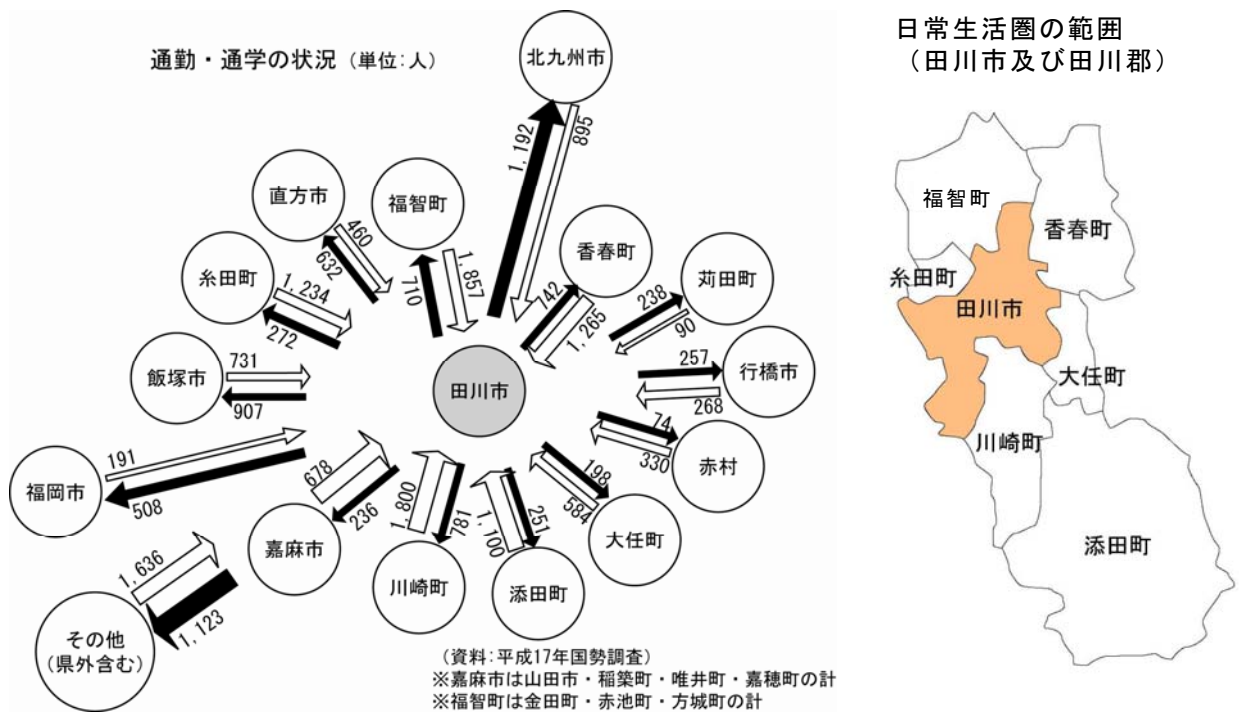 通勤・通学の状況（単位:人）
日常生活圏の範囲
（田川市及び田川郡）
北九州市
1,192
895
直方市
460
632
福智町
1,857
710
香春町
742
1,265
苅田町
238
90
糸田町
1,234
272
飯塚市
731
907
田川市
行橋市
257
268
赤村
74
330
福岡市
191
508
嘉麻市
678
236
川崎町
1,800
781
添田町
1,100
251
大任町
198
584
その他
（県外含む）
1,636
1,123
（資料:平成17年国勢調査）
※嘉麻市は山田市・稲築町・唯井町・嘉穂町の計
※福智町は金田町・赤池町・方城町の計
福智町
香春町
糸田町
田川市
大任町
川崎町
添田町